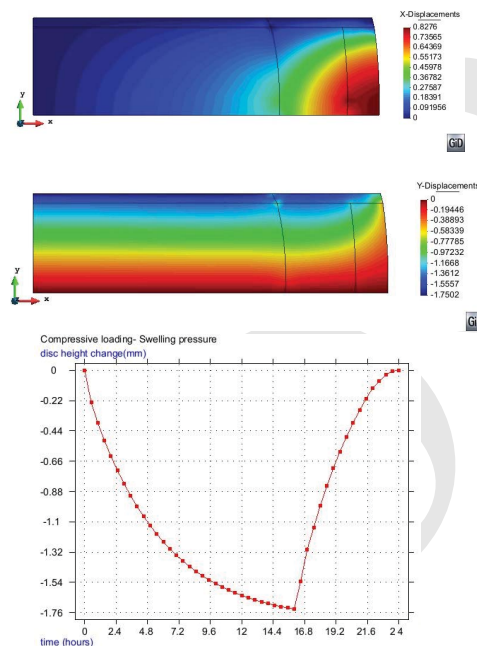 X-Displacements
0.8276
0.73565
0.64369
0.55173
0.45978
0.36782
0.27587
0.18391
0.091956
0
y
x
GiD
Y-Displacements
0
-0.19446
-0.38893
-0.58339
-0.77785
-0.97232
-1.1668
-1.3612
-1.5557
-1.7502
y
x
Gi
Compressive loading- Swelling pressure
disc height change(mm)
0
-0.22
-0.44
-0.66
-0.88
-1.1
-1.32
-1.54
-1.76
0 2.4 4.8 7.2 9.6 12 14.4 16.8 19.2 21.6 24
time (hours)